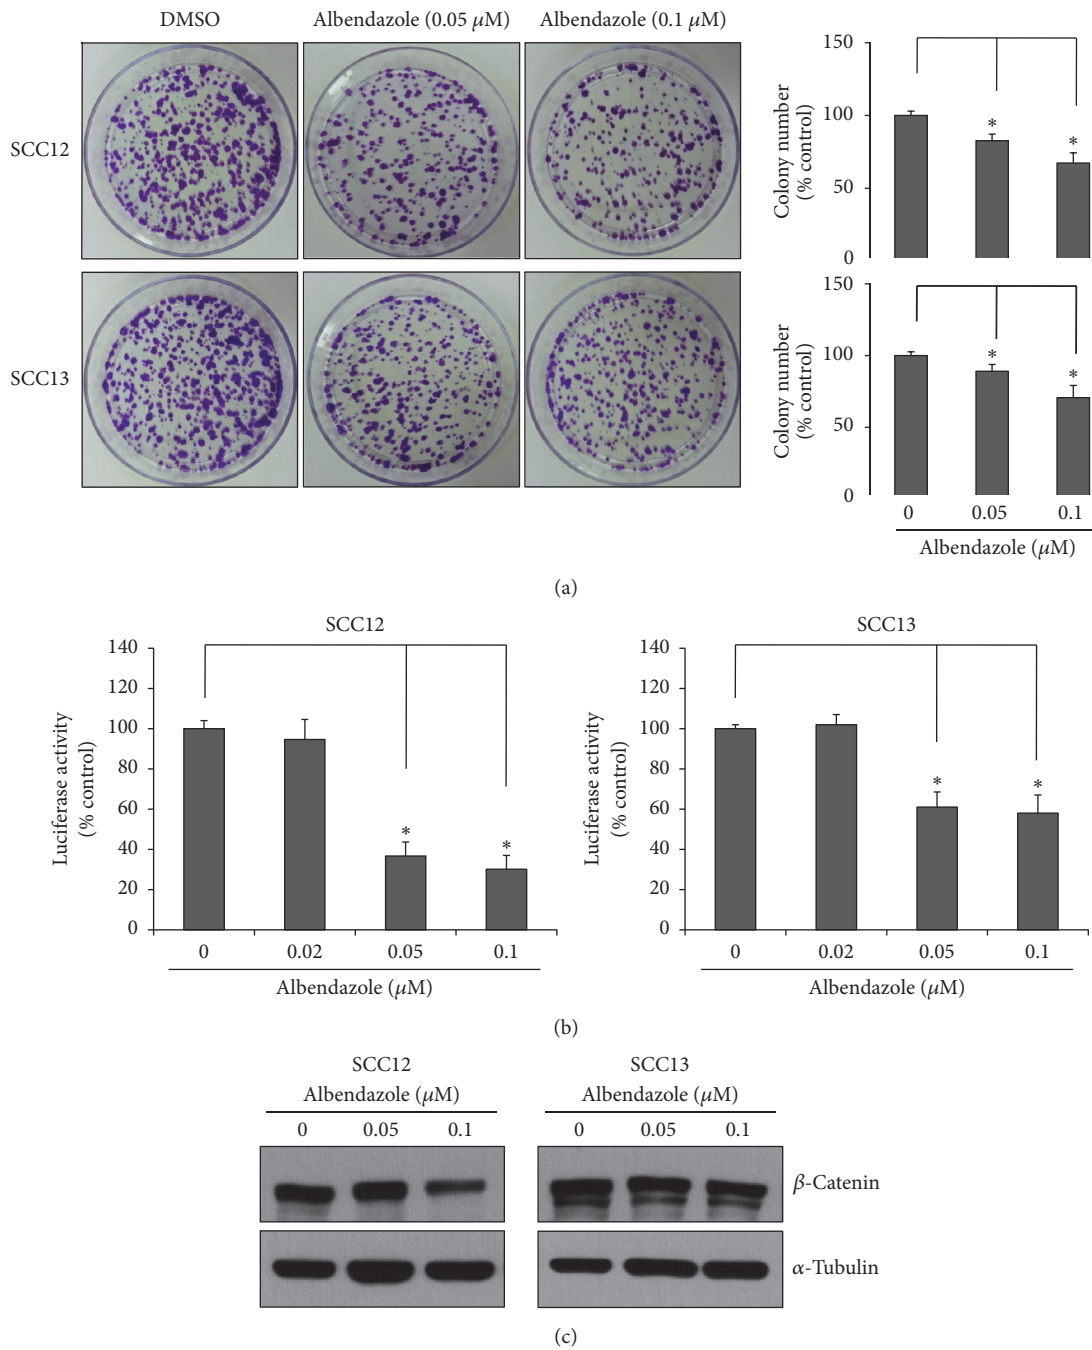 DMSO Albendazole (0.05 μM) Albendazole (0.1 μM)
SCC12
SCC13
Colony number
(% control)
150
100
50
0
*
*
Colony number
(% control)
150
100
50
0
*
*
0 0.05 0.1
Albendazole (μM)
(a)
SCC12
Luciferase activity
(% control)
140
120
100
80
60
40
20
0
*
*
0 0.02 0.05 0.1
Albendazole (μM)
SCC13
Luciferase activity
(% control)
140
120
100
80
60
40
20
0
*
*
0 0.02 0.05 0.1
Albendazole (μM)
(b)
SCC12
Albendazole (μM)
0 0.05 0.1
SCC13
Albendazole (μM)
0 0.05 0.1
β-Catenin
α-Tubulin
(c)